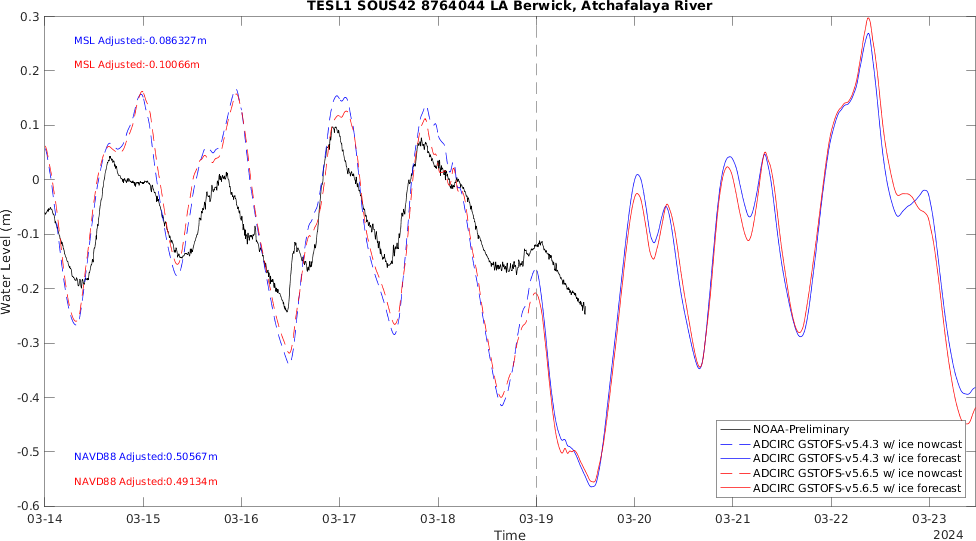 TESL1 SOUS42 8764044 LA Berwick, Atchafalaya River
MSL Adjusted:-0.086327m
MSL Adjusted:-0.10066m
NAVD88 Adjusted:0.50567m
NAVD88 Adjusted:0.49134m
Water Level (m)
0.3
0.2
0.1
0
-0.1
-0.2
-0.3
-0.4
-0.5
-0.6
NOAA-Preliminary
ADCIRC GSTOFS-v5.4.3 w/ ice nowcast
ADCIRC GSTOFS-v5.4.3 w/ ice forecast
ADCIRC GSTOFS-v5.6.5 w/ ice nowcast
ADCIRC GSTOFS-v5.6.5 w/ ice forecast
03-14 03-15 03-16 03-17 03-18 03-19 03-20 03-21 03-22 03-23
Time
2024